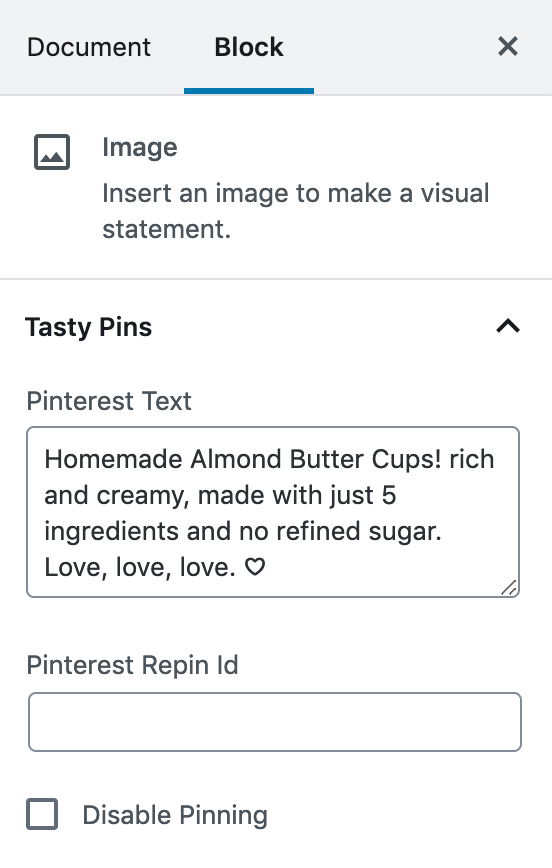 Document Block
Image
Insert an image to make a visual
statement.
Tasty Pins
Pinterest Text
Homemade Almond Butter Cups! rich
and creamy, made with just 5
ingredients and no refined sugar.
Love, love, love. ♡
Pinterest Repin Id
Disable Pinning